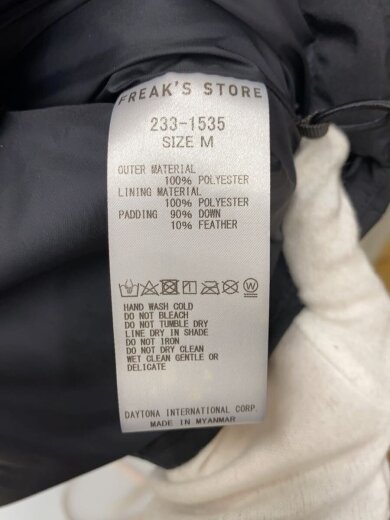 FREAK'S STORE
233-1535
SIZE M
OUTER MATERIAL
100% POLYESTER
LINING MATERIAL
100% POLYESTER
PADDING 90% DOWN
10% FEATHER
HAND WASH COLD
DO NOT BLEACH
DO NOT TUMBLE DRY
LINE DRY IN SHADE
DO NOT IRON
DO NOT DRY CLEAN
WET CLEAN GENTLE OR
DELICATE
DAYTONA INTERNATIONAL CORP.
MADE IN MYANMAR